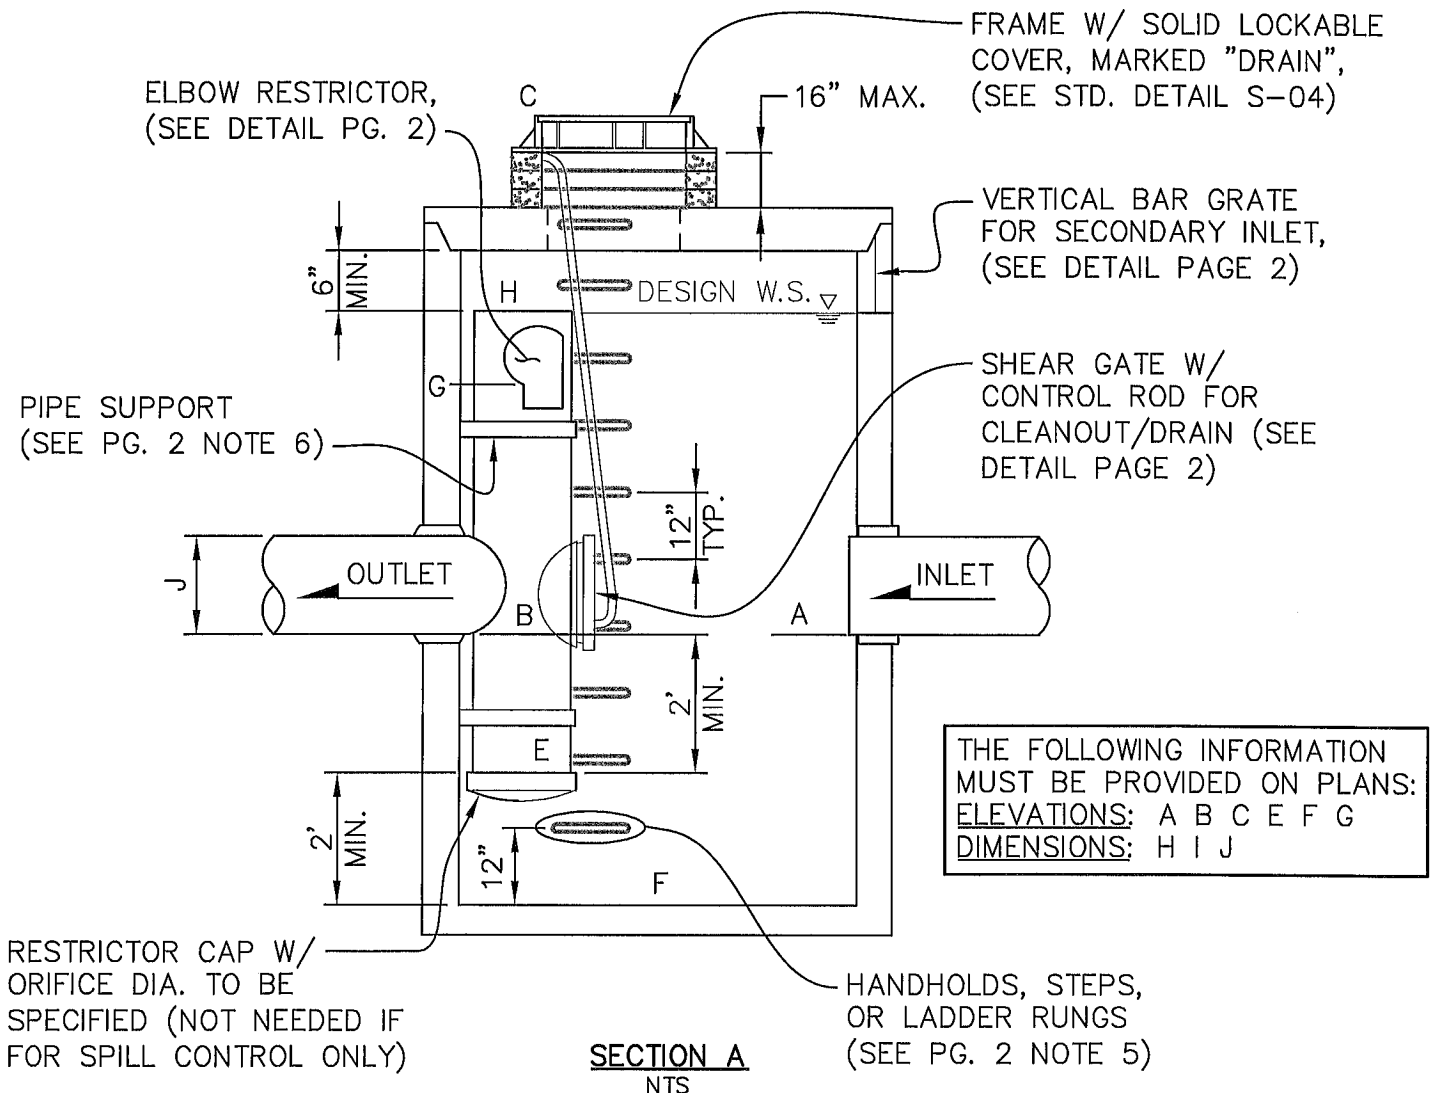 FRAME W/ SOLID LOCKABLE
COVER, MARKED "DRAIN",
(SEE STD. DETAIL S-04)
ELBOW RESTRICTOR,
(SEE DETAIL PG. 2)
C
16" MAX.
VERTICAL BAR GRATE
FOR SECONDARY INLET,
(SEE DETAIL PAGE 2)
6"
MIN.
H
DESIGN W.S.
SHEAR GATE W/
CONTROL ROD FOR
CLEANOUT/DRAIN (SEE
DETAIL PAGE 2)
G
PIPE SUPPORT
(SEE PG. 2 NOTE 6)
12"
TYP.
J
OUTLET
INLET
B
A
2'
MIN.
E
THE FOLLOWING INFORMATION
MUST BE PROVIDED ON PLANS:
ELEVATIONS: A B C E F G
DIMENSIONS: H I J
2'
MIN.
12"
F
RESTRICTOR CAP W/
ORIFICE DIA. TO BE
SPECIFIED (NOT NEEDED IF
FOR SPILL CONTROL ONLY)
HANDHOLDS, STEPS,
OR LADDER RUNGS
(SEE PG. 2 NOTE 5)
SECTION A
NTS